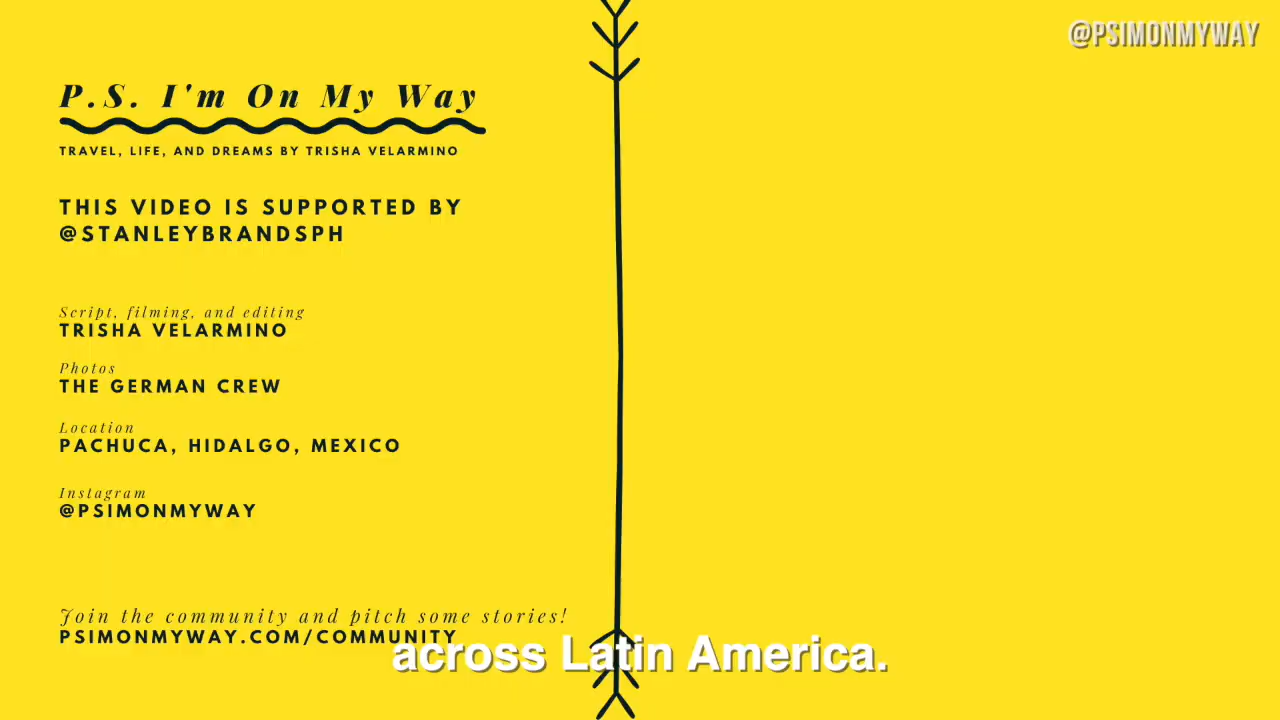 @PSIMONMYWAY
P.S. I'm On My Way
TRAVEL, LIFE, AND DREAMS BY TRISHA VELARMINO
THIS VIDEO IS SUPPORTED BY
@STANLEYBRANDSPH
Script, filming, and editing
TRISHA VELARMINO
Photos
THE GERMAN CREW
Location
PACHUCA, HIDALGO, MEXICO
Instagram
@PSIMONMYWAY
Join the community and pitch some stories!
PSIMONMYWAY.COM/COMMUNITY
across Latin America.